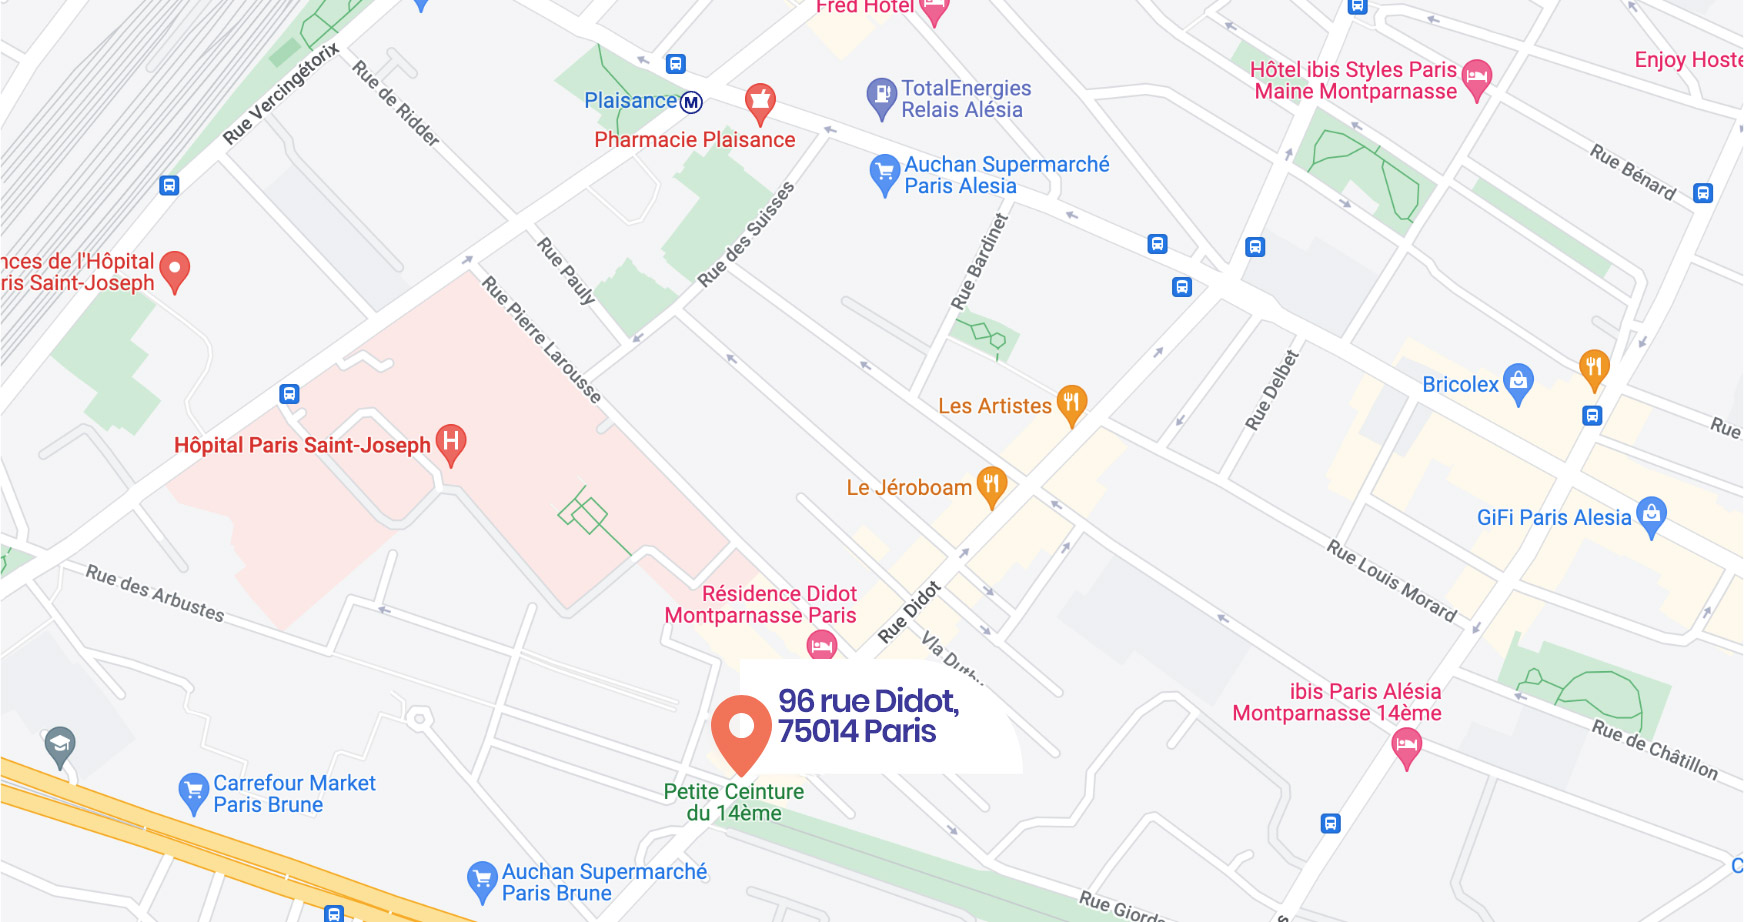 Fred Hotel
Enjoy Hoste
Hôtel ibis Styles Paris
Maine Montparnasse
Rue Vercingétorix
Rue de Ridder
Plaisance M
Pharmacie Plaisance
TotalEnergies
Relais Alésia
Auchan Supermarché
Paris Alesia
Rue Bénard
Rue des Suisses
Rue Bardinet
Rue Pauly
nces de l'Hôpital
ris Saint-Joseph
Rue Pierre Larousse
Rue Delbet
Bricolex
Les Artistes
Rue
Hôpital Paris Saint-Joseph
H
Le Jéroboam
GiFi Paris Alesia
Rue des Arbustes
Rue Louis Morard
Résidence Didot
Montparnasse Paris
Rue Didot
Vla Duthu
96 rue Didot,
75014 Paris
ibis Paris Alésia
Montparnasse 14ème
Rue de Châtillon
Carrefour Market
Paris Brune
Petite Ceinture
du 14ème
Auchan Supermarché
Paris Brune
Rue Giord
C
s